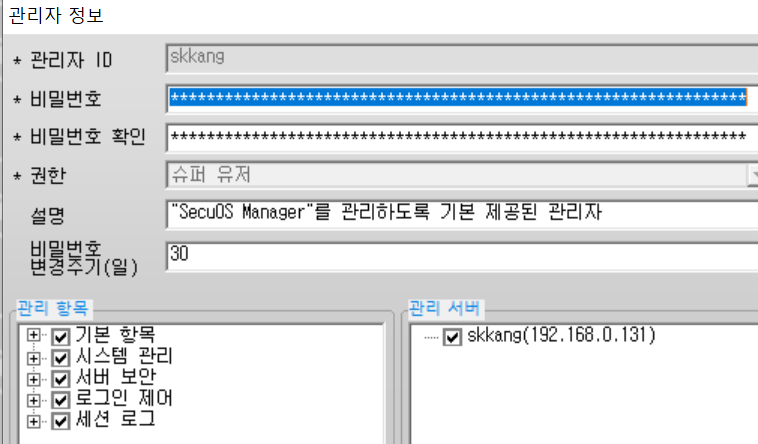 관리자 정보
* 관리자 ID skkang
* 비밀번호 ****************************************************************
* 비밀번호 확인 ****************************************************************
* 권한 슈퍼 유저
설명 "SecuOS Manager"를 관리하도록 기본 제공된 관리자
비밀번호
변경주기(일) 30
관리 항목
기본 항목
시스템 관리
서버 보안
로그인 제어
세션 로그
관리 서버
skkang(192.168.0.131)